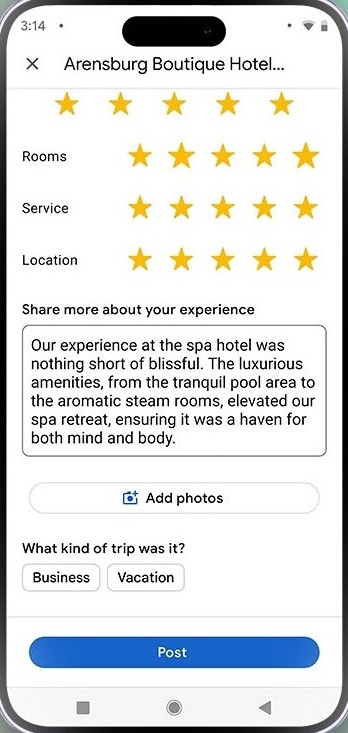 3:14
Arensburg Boutique Hotel...
Rooms
Service
Location
Share more about your experience
Our experience at the spa hotel was
nothing short of blissful. The luxurious
amenities, from the tranquil pool area to
the aromatic steam rooms, elevated our
spa retreat, ensuring it was a haven for
both mind and body.
Add photos
What kind of trip was it?
Business
Vacation
Post